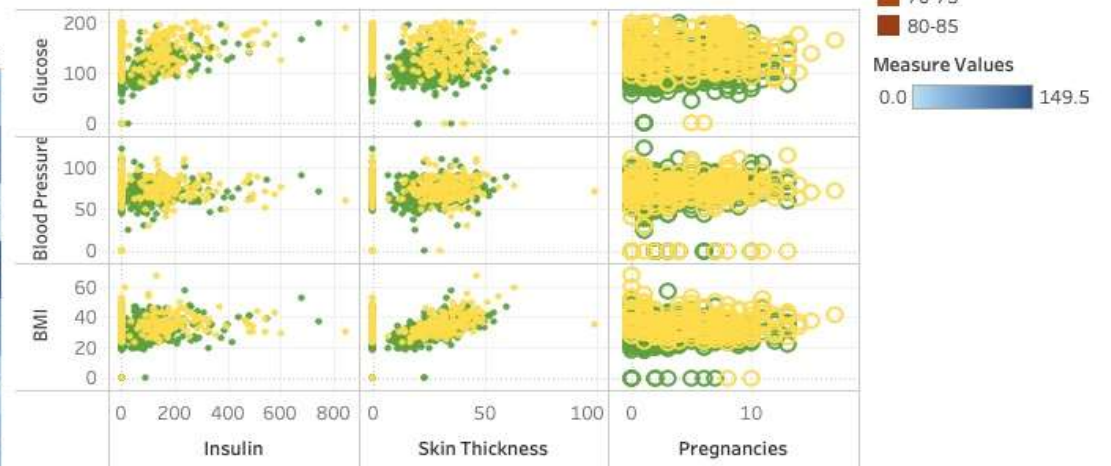 80-85
Measure Values
0.0 149.5
Glucose
200
100
0
Blood Pressure
100
50
0
BMI
60
40
20
0
0 200 400 600 800 0 50 100 0 10
Insulin Skin Thickness Pregnancies